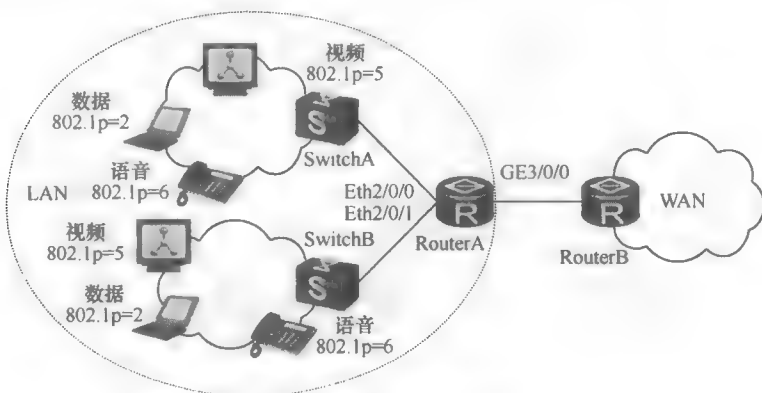 视频
802.1p=5
数据
802.1p=2
SwitchA
语音
802.1p=6
LAN
GE3/0/0
Eth2/0/0
Eth2/0/1
WAN
RouterA
RouterB
视频
802.1p=5
SwitchB
数据
802.1p=2
语音
802.1p=6